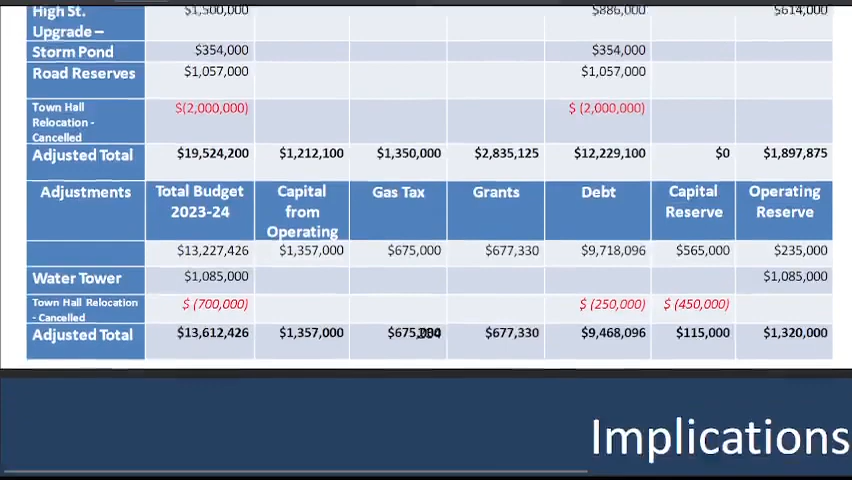 High St. $1,500,000 $886,000 $614,000
Upgrade –
Storm Pond $354,000 $354,000
Road Reserves $1,057,000 $1,057,000
Town Hall $(2,000,000) $ (2,000,000)
Relocation -
Cancelled
Adjusted Total $19,524,200 $1,212,100 $1,350,000 $2,835,125 $12,229,100 $0 $1,897,875
Adjustments Total Budget Capital Gas Tax Grants Debt Capital Operating
2023-24 from Reserve Reserve
Operating
$13,227,426 $1,357,000 $675,000 $677,330 $9,718,096 $565,000 $235,000
Water Tower $1,085,000 $1,085,000
Town Hall Relocation $ (700,000) $ (250,000) $ (450,000)
- Cancelled
Adjusted Total $13,612,426 $1,357,000 $677,330 $9,468,096 $115,000 $1,320,000
Implications